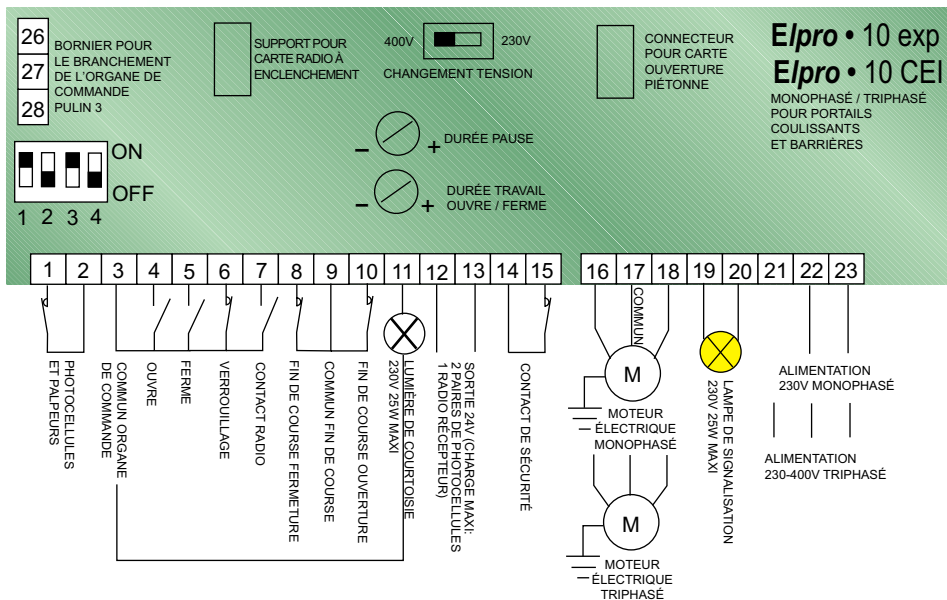 26
27
28
BORNIER POUR
LE BRANCHEMENT
DE L'ORGANE DE
COMMANDE
PULIN 3
SUPPORT POUR
CARTE RADIO À
ENCLENCHEMENT
400V
230V
CHANGEMENT TENSION
CONNECTEUR
POUR CARTE
OUVERTURE
PIÉTONNE
Elpro • 10 exp
Elpro • 10 CEI
MONOPHASÉ / TRIPHASÉ
POUR PORTAILS
COULISSANTS
ET BARRIÈRES
ON
OFF
1 2 3 4
– + DURÉE PAUSE
– + DURÉE TRAVAIL
OUVRE / FERME
1 2 3 4 5 6 7 8 9 10 11 12 13 14 15 16 17 18 19 20 21 22 23
PHOTOCELLULES
ET PALPEURS
COMMUN ORGANE
DE COMMANDE
OUVRE
FERME
VERROUILLAGE
CONTACT RADIO
FIN DE COURSE FERMETURE
COMMUN FIN DE COURSE
FIN DE COURSE OUVERTURE
LUMIÈRE DE COURTOISIE
230V 25W MAXI
SORTIE 24V (CHARGE MAXI:
2 PAIRES DE PHOTOCELLULES
1 RADIO RÉCEPTEUR)
CONTACT DE SÉCURITÉ
COMMUN
M
MOTEUR
ÉLECTRIQUE
MONOPHASÉ
M
MOTEUR
ÉLECTRIQUE
TRIPHASÉ
LAMPE DE SIGNALISATION
230V 25W MAXI
ALIMENTATION
230V MONOPHASÉ
ALIMENTATION
230-400V TRIPHASÉ